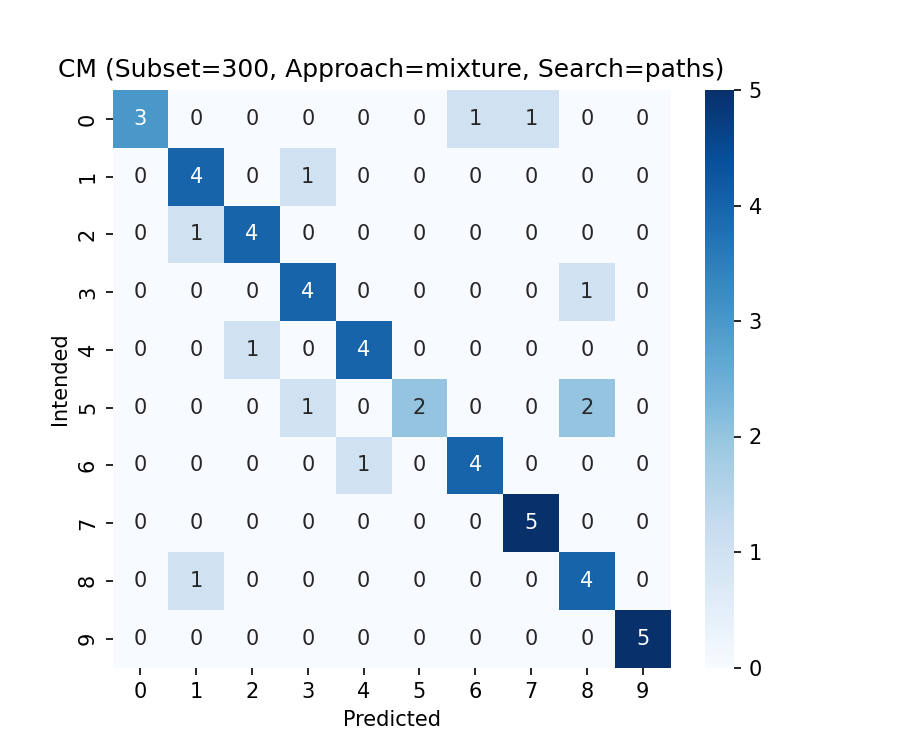 CM (Subset=300, Approach=mixture, Search=paths)
0 3 0 0 0 0 0 1 1 0 0
1 0 4 0 1 0 0 0 0 0 0
2 0 1 4 0 0 0 0 0 0 0
3 0 0 0 4 0 0 0 0 1 0
4 0 0 1 0 4 0 0 0 0 0
5 0 0 0 1 0 2 0 0 2 0
6 0 0 0 0 1 0 4 0 0 0
7 0 0 0 0 0 0 0 5 0 0
8 0 1 0 0 0 0 0 0 4 0
9 0 0 0 0 0 0 0 0 0 5
0 1 2 3 4 5 6 7 8 9
Predicted
Intended
5
4
3
2
1
0